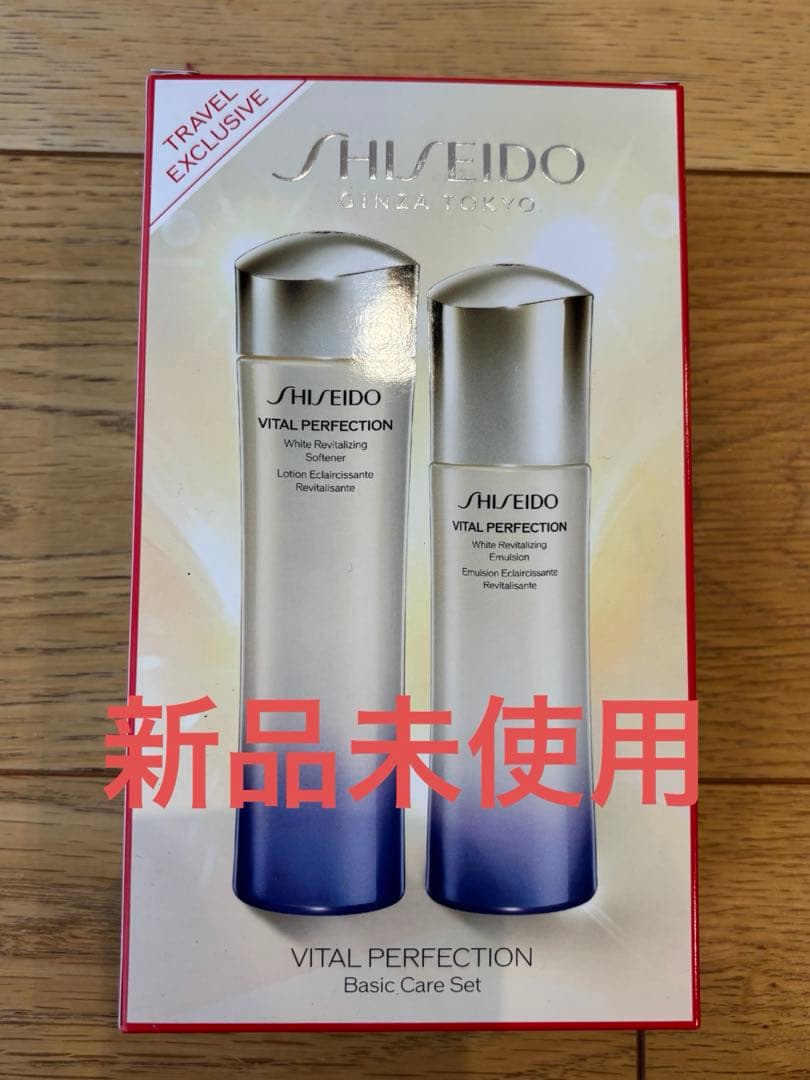 TRAVEL
EXCLUSIVE
SHISEIDO
GINZA TOKYO
SHISEIDO
VITAL PERFECTION
White Revitalizing
Softener
Lotion Eclaircissante
Revitalisante
SHISEIDO
VITAL PERFECTION
White Revitalizing
Emulsion
Emulsion Eclaircissante
Revitalisante
新品未使用
VITAL PERFECTION
Basic Care Set